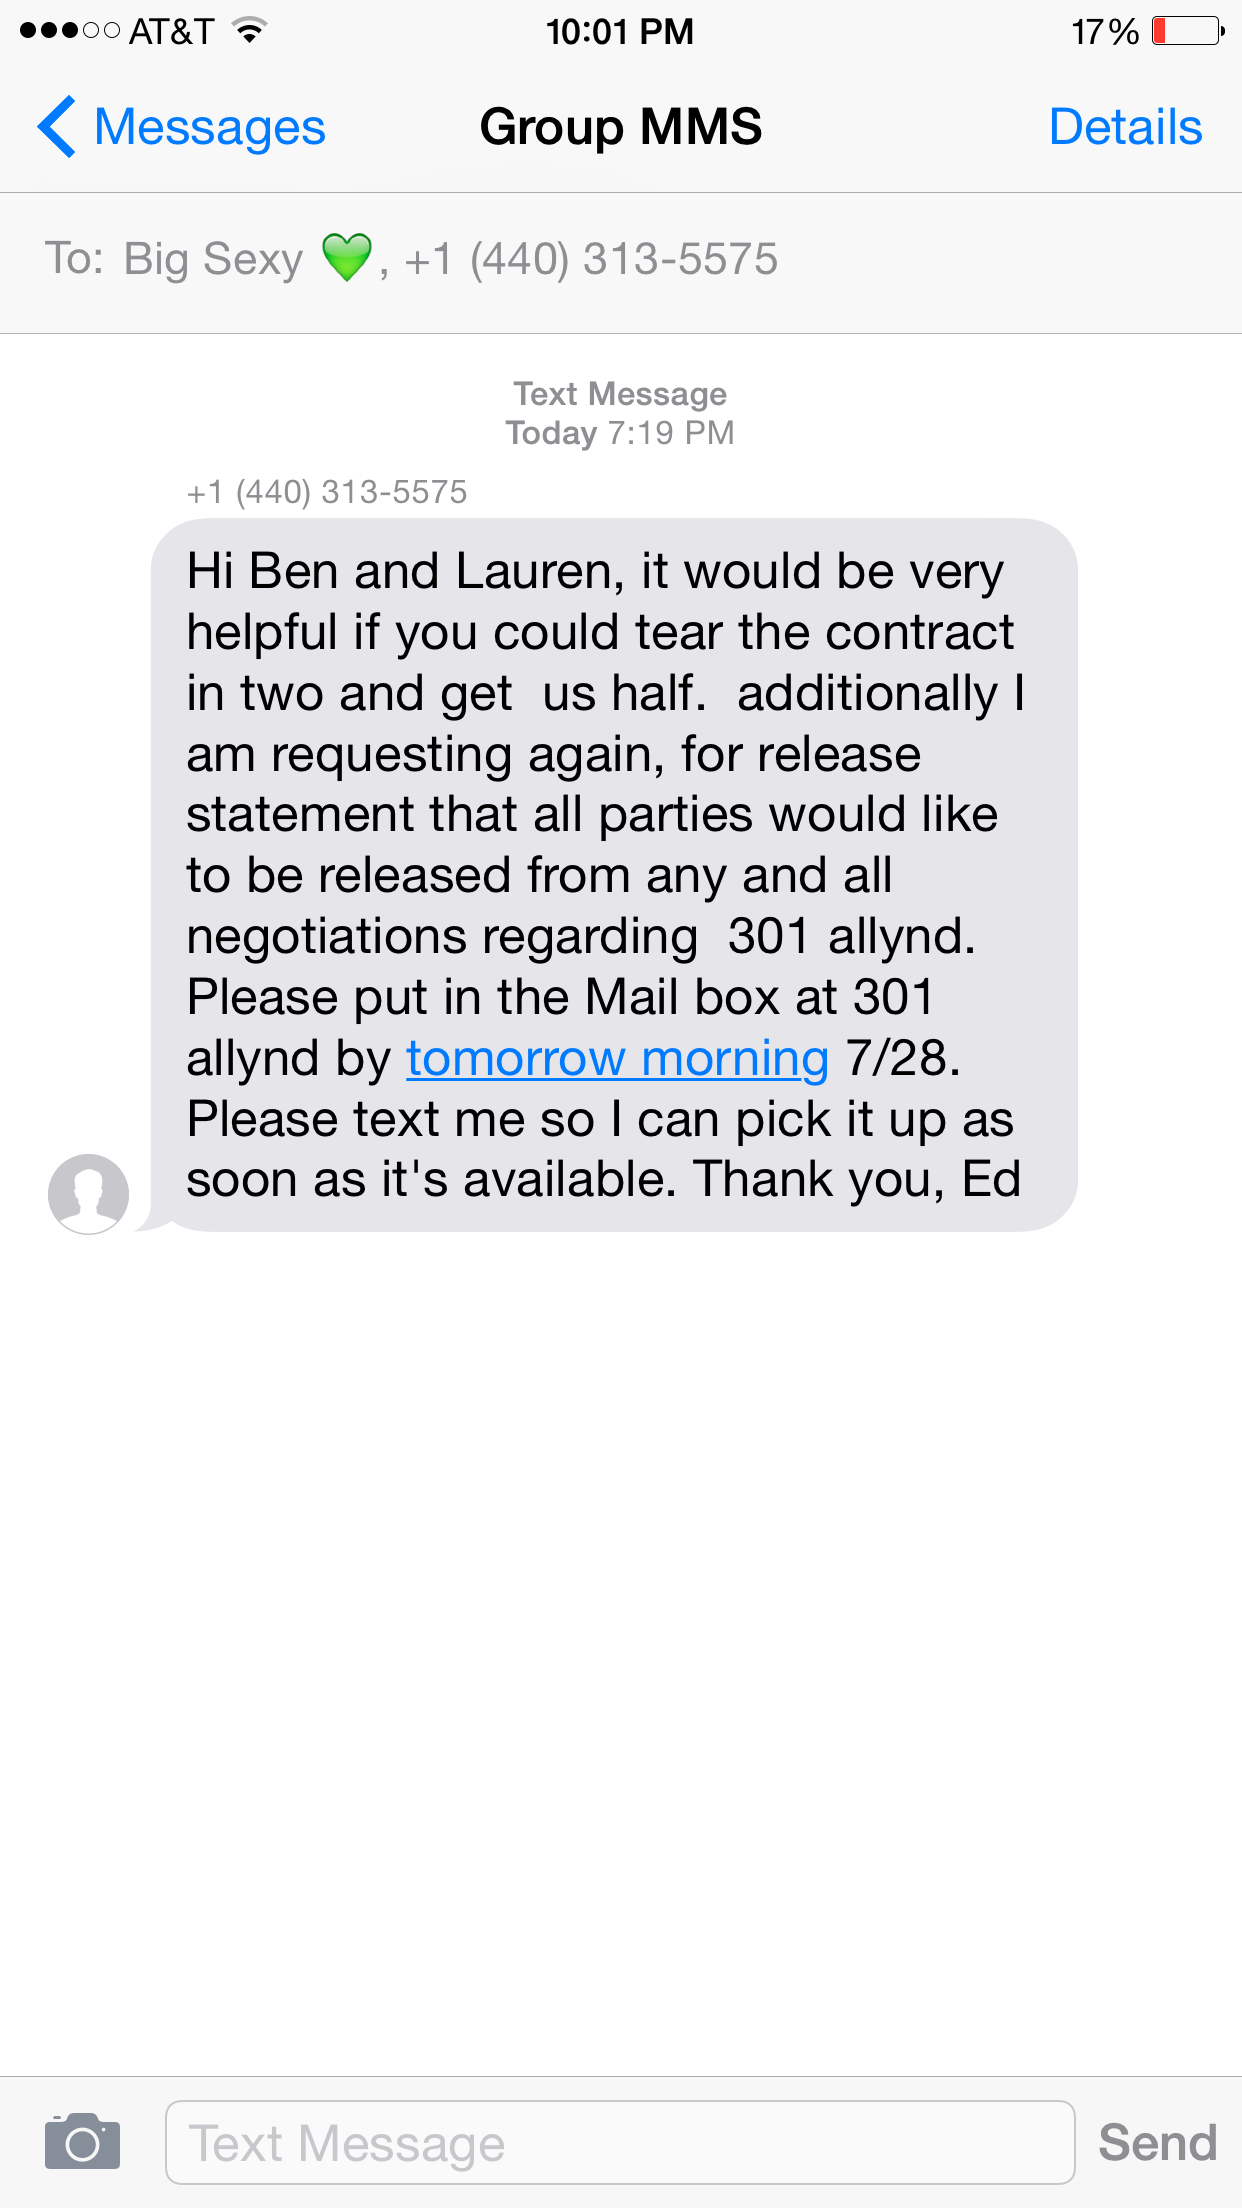 AT&T 10:01 PM 17%
Messages Group MMS Details
To: Big Sexy 💚, +1 (440) 313-5575
Text Message
Today 7:19 PM
+1 (440) 313-5575
Hi Ben and Lauren, it would be very
helpful if you could tear the contract
in two and get  us half.  additionally I
am requesting again, for release
statement that all parties would like
to be released from any and all
negotiations regarding  301 allynd.
Please put in the Mail box at 301
allynd by tomorrow morning 7/28.
Please text me so I can pick it up as
soon as it's available. Thank you, Ed
Text Message Send